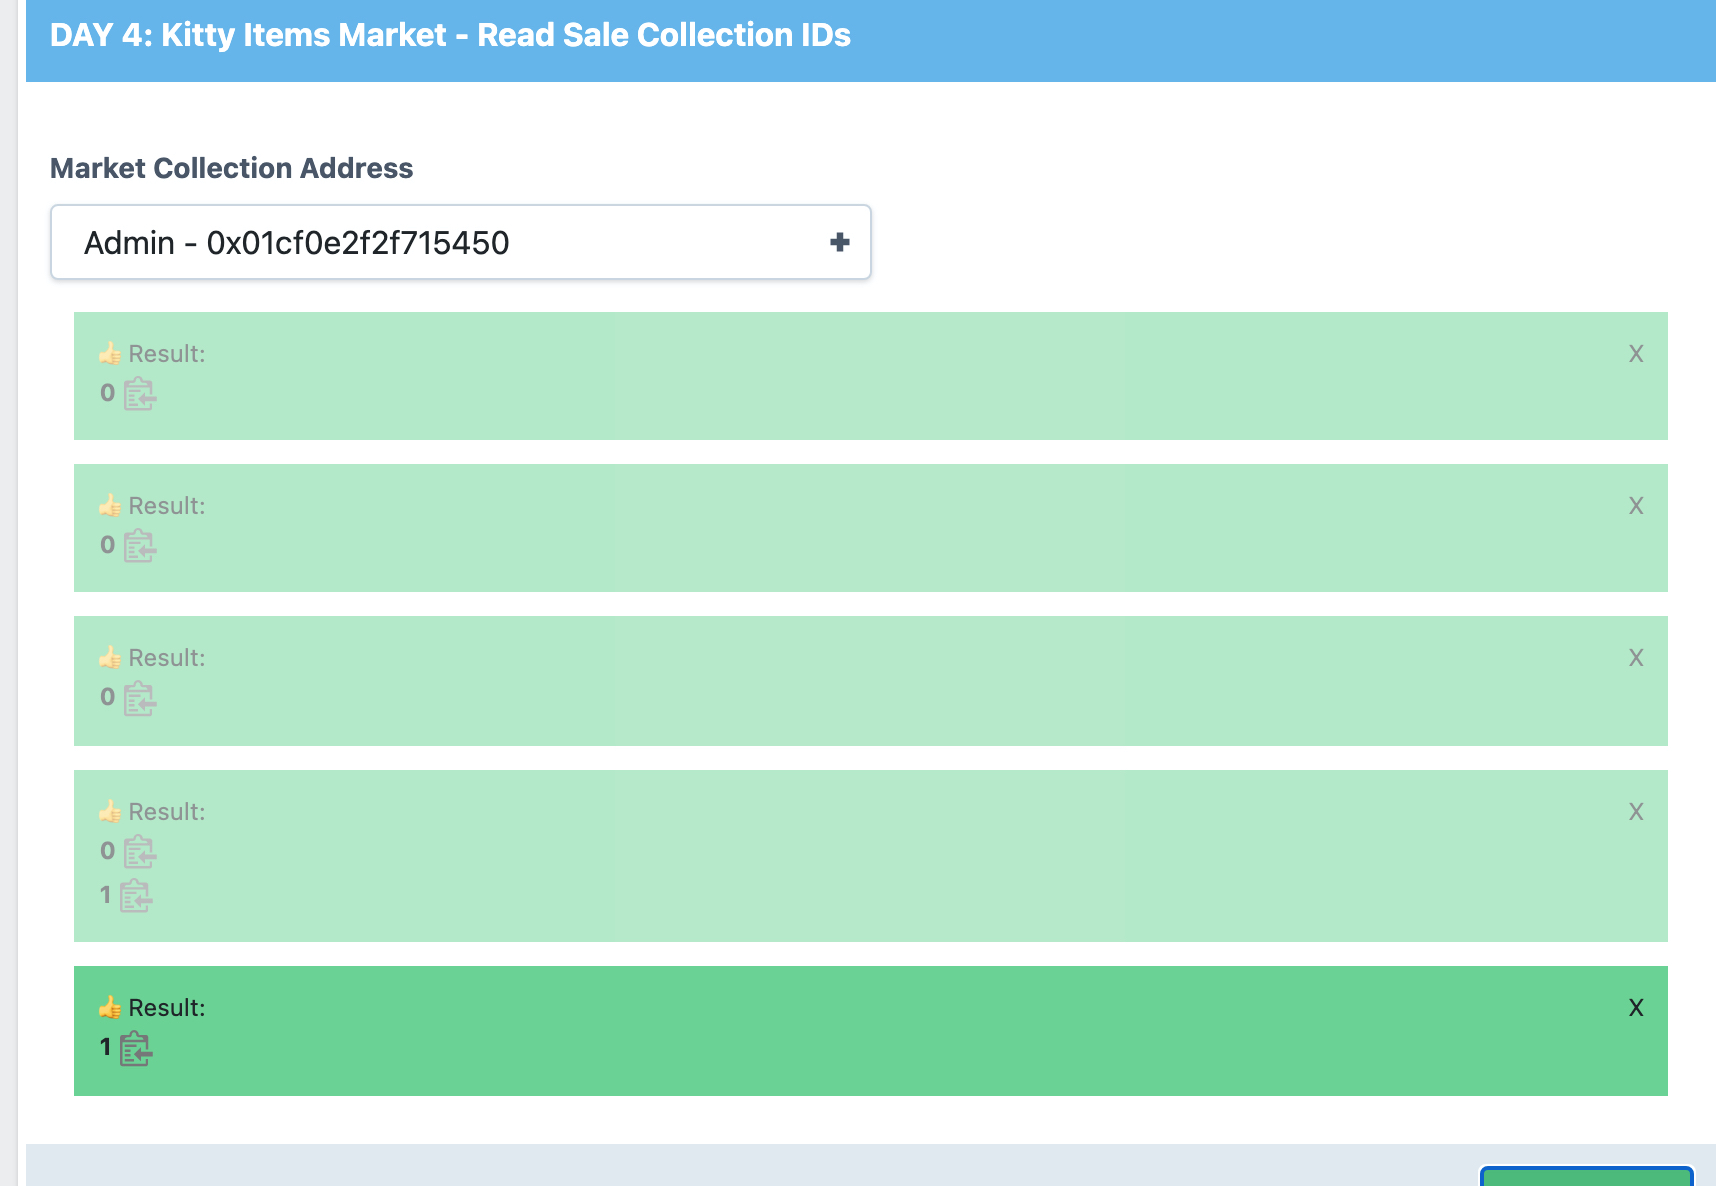 DAY 4: Kitty Items Market - Read Sale Collection IDs
Market Collection Address
Admin - 0x01cf0e2f2f715450
👍 Result: X
0
👍 Result: X
0
👍 Result: X
0
👍 Result: X
0
1
👍 Result: X
1